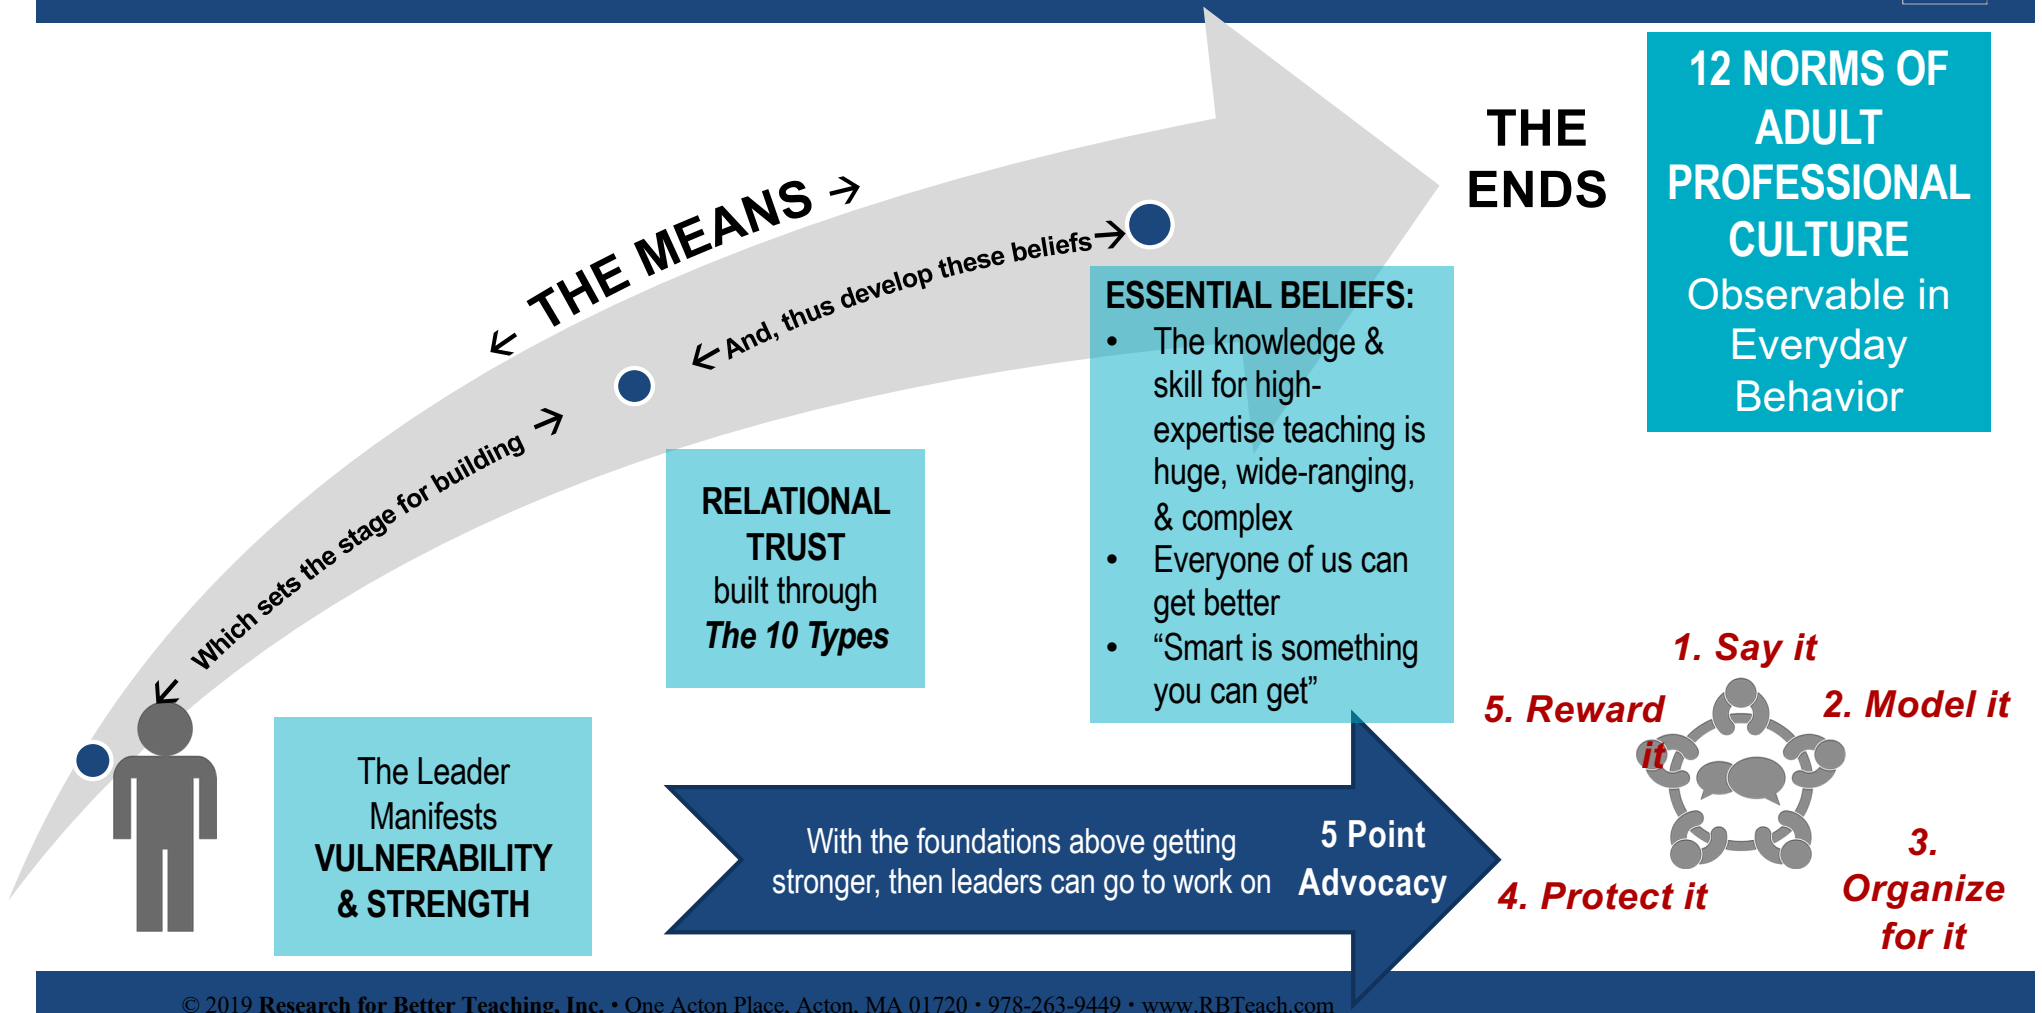 ← THE MEANS →
THE
ENDS
12 NORMS OF
ADULT
PROFESSIONAL
CULTURE
Observable in
Everyday
Behavior
← Which sets the stage for building →
← And, thus develop these beliefs →
The Leader
Manifests
VULNERABILITY
& STRENGTH
RELATIONAL
TRUST
built through
The 10 Types
ESSENTIAL BELIEFS:
• The knowledge &
skill for high-
expertise teaching is
huge, wide-ranging,
& complex
• Everyone of us can
get better
• “Smart is something
you can get”
With the foundations above getting
stronger, then leaders can go to work on
5 Point
Advocacy
1. Say it
2. Model it
3.
Organize
for it
4. Protect it
5. Reward
it
© 2019 Research for Better Teaching, Inc. • One Acton Place, Acton, MA 01720 • 978-263-9449 • www.RBTeach.com